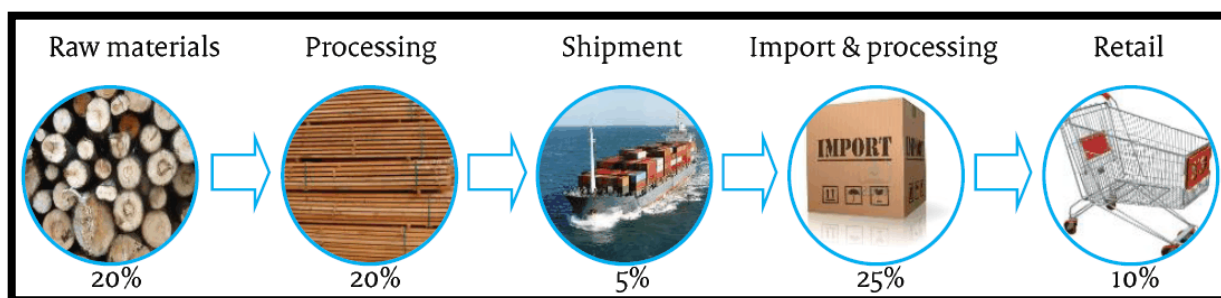 Raw materials
Processing
Shipment
Import & processing
Retail
IMPORT
20%
20%
5%
25%
10%